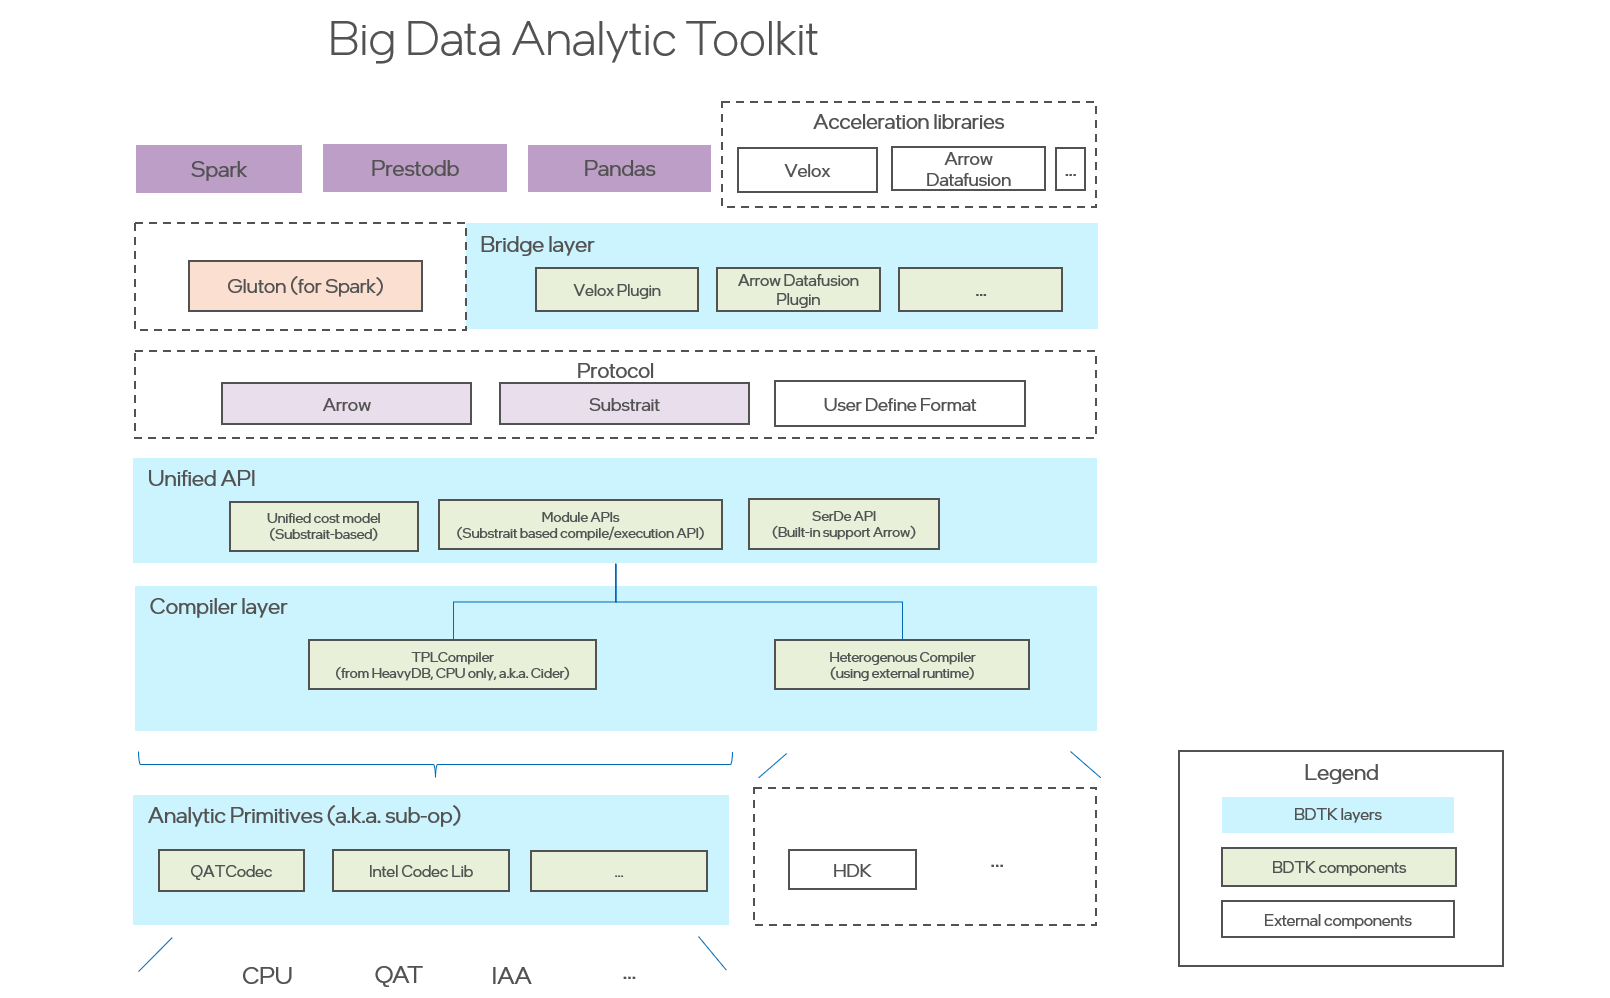 Big Data Analytic Toolkit
Acceleration libraries
Spark
Prestodb
Pandas
Velox
Arrow
Datafusion
...
Bridge layer
Gluton (for Spark)
Velox Plugin
Arrow Datafusion
Plugin
...
Protocol
Arrow
Substrait
User Define Format
Unified API
Unified cost model
(Substrait-based)
Module APIs
(Substrait based compile/execution API)
SerDe API
(Built-in support Arrow)
Compiler layer
TPLCompiler
(from HeavyDB, CPU only, a.k.a. Cider)
Heterogenous Compiler
(using external runtime)
Analytic Primitives (a.k.a. sub-op)
QATCodec
Intel Codec Lib
...
HDK
...
CPU
QAT
IAA
...
Legend
BDTK layers
BDTK components
External components